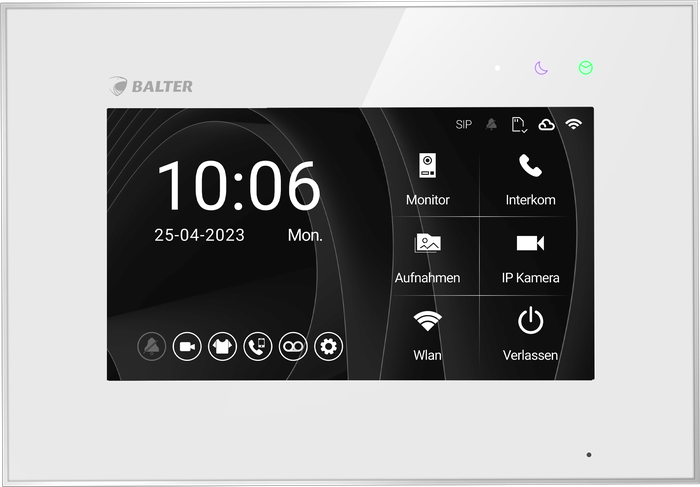 BALTER
SIP
10:06
25-04-2023 Mon.
Monitor
Interkom
Aufnahmen
IP Kamera
Wlan
Verlassen